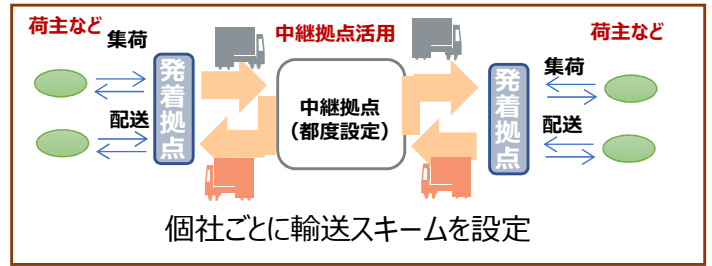 荷主など
集荷
配送
発着拠点
中継拠点活用
中継拠点
（都度設定）
発着拠点
荷主など
集荷
配送
個社ごとに輸送スキームを設定